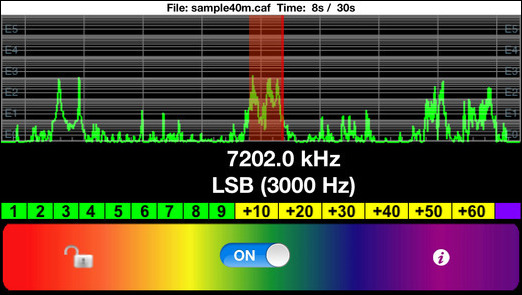 File: sample40m.caf Time: 8s / 30s
E5 E5
E4 E4
E3 E3
E2 E2
E1 E1
E0 E0
7202.0 kHz
LSB (3000 Hz)
1 2 3 4 5 6 7 8 9 +10 +20 +30 +40 +50 +60
ON i